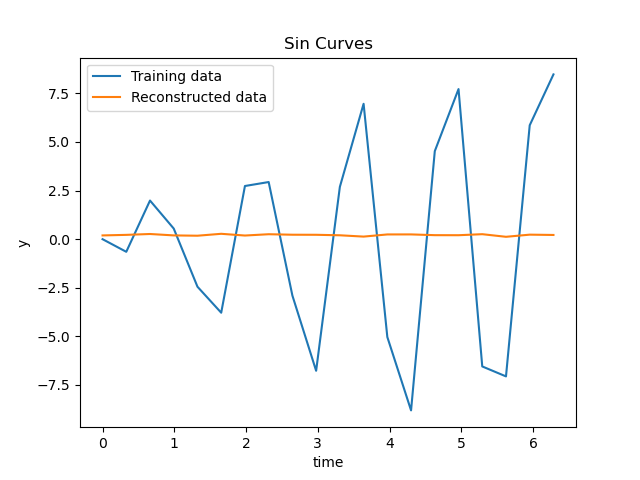 Sin Curves
Training data
Reconstructed data
7.5
5.0
2.5
0.0
−2.5
−5.0
−7.5
y
0 1 2 3 4 5 6
time